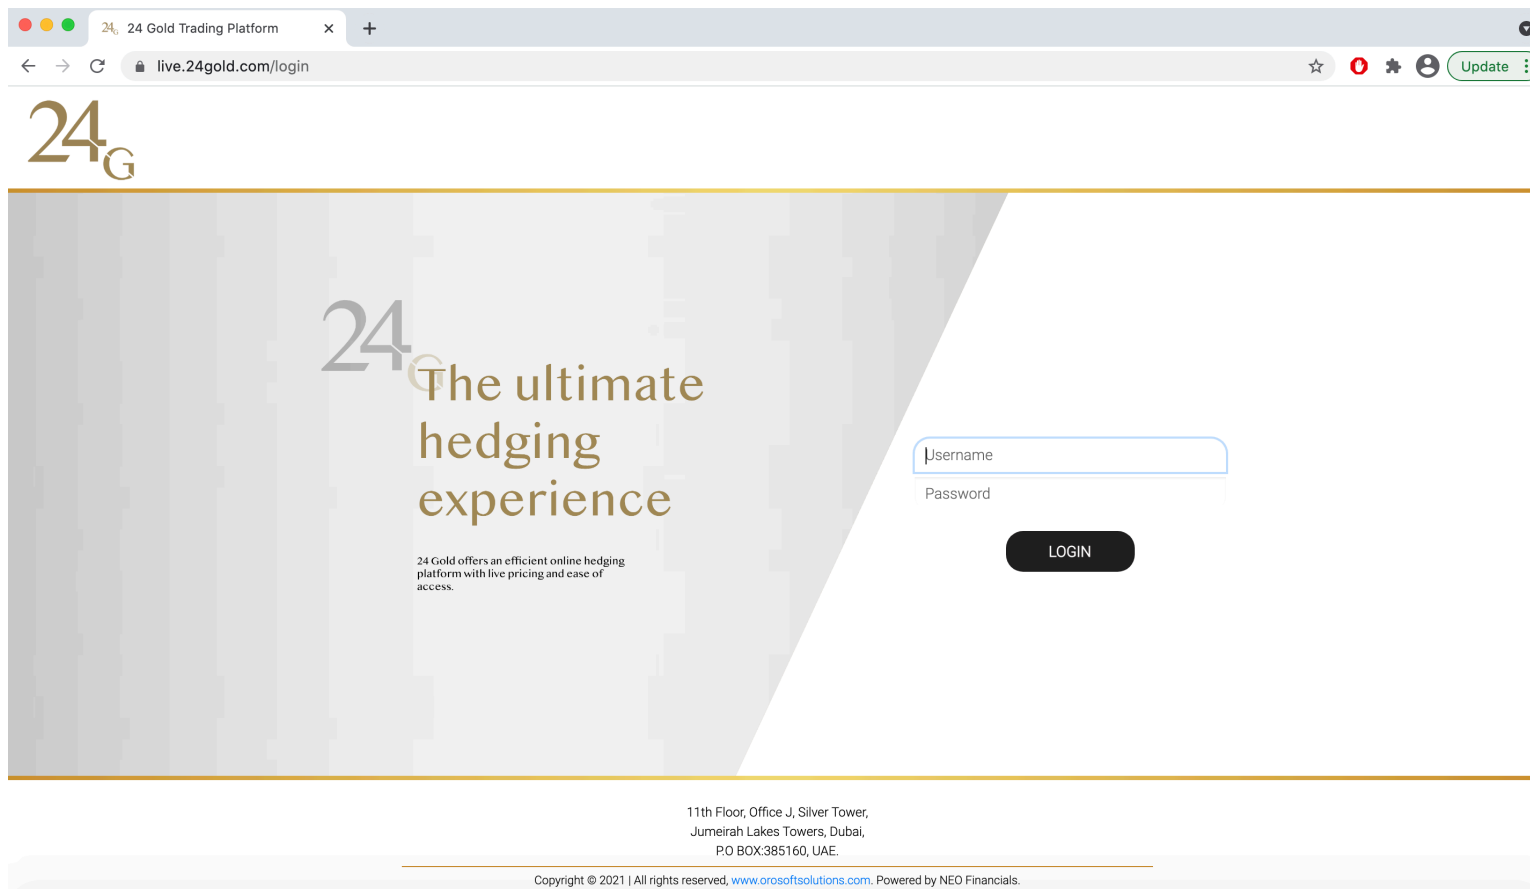 24G 24 Gold Trading Platform
live.24gold.com/login
Update
24G
24G
The ultimate
hedging
experience
24 Gold offers an efficient online hedging
platform with live pricing and ease of
access.
Username
Password
LOGIN
11th Floor, Office J, Silver Tower,
Jumeirah Lakes Towers, Dubai,
P.O BOX:385160, UAE.
Copyright © 2021 | All rights reserved, www.orosoftsolutions.com. Powered by NEO Financials.